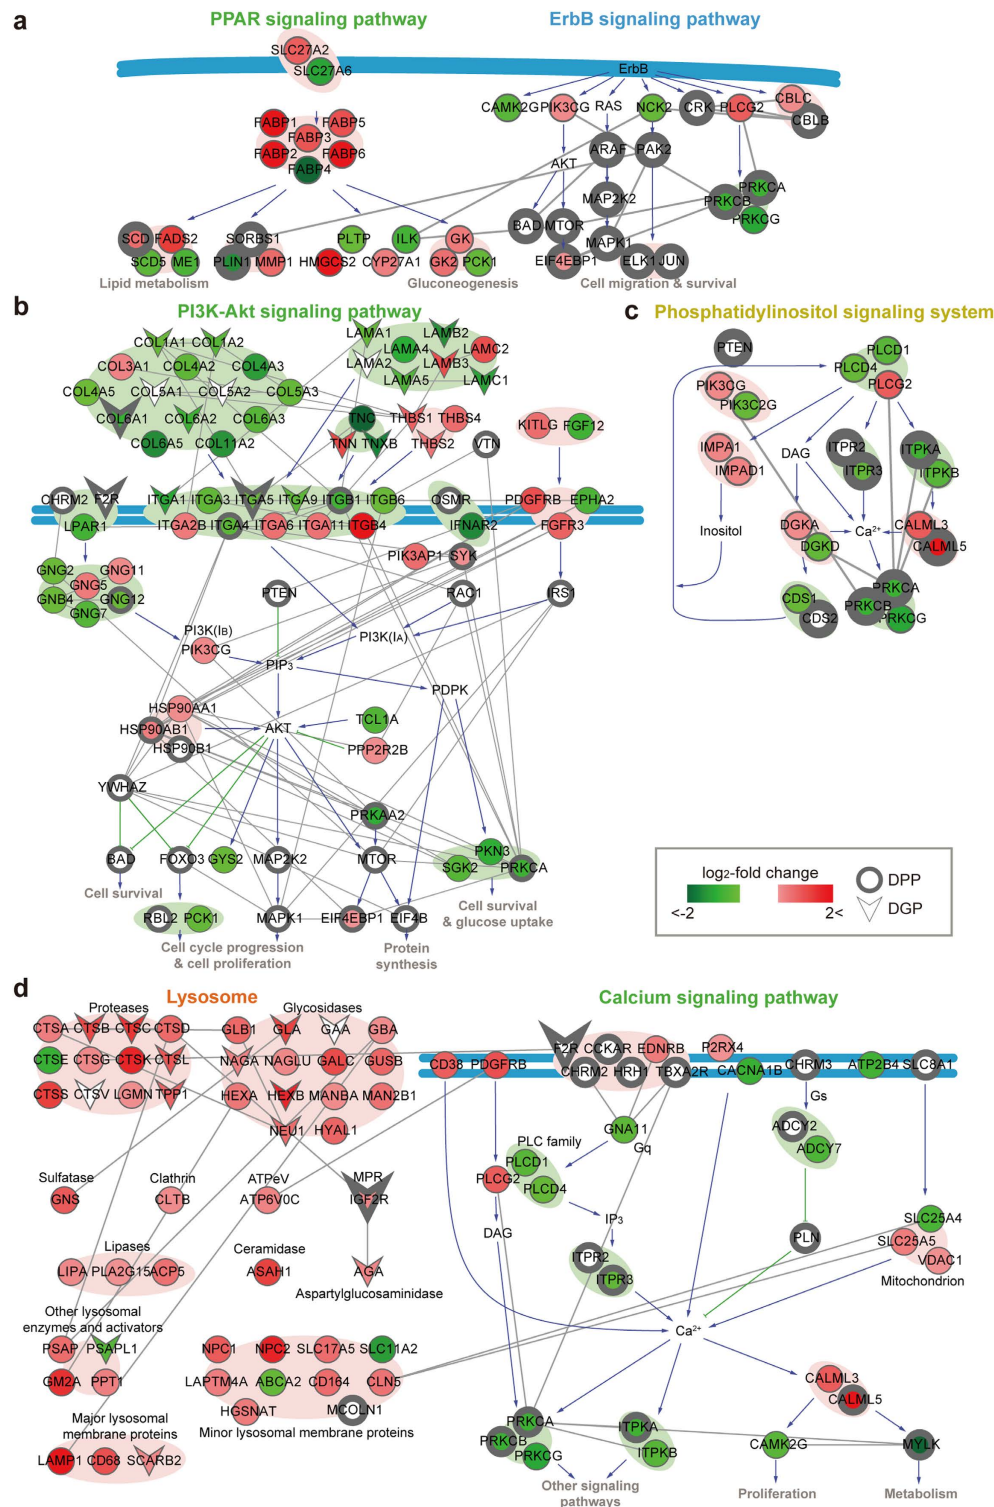 a
PPAR signaling pathway
ErbB signaling pathway
SLC27A2
SLC27A6
ErbB
CAMK2G
PIK3CG
RAS
NCK2
CRK
PLCG2
CBLC
CBLB
FABP1
FABP5
FABP3
FABP2
FABP6
FABP4
ARAF
PAK2
AKT
MAP2K2
PRKCA
PRKCB
PRKCG
SCD
FADS2
SCD5
ME1
SORBS1
PLIN1
MMP1
PLTP
ILK
HMGCS2
CYP27A1
GK
GK2
PCK1
BAD
MTOR
MAPK1
EIF4EBP1
ELK1
JUN
Lipid metabolism
Gluconeogenesis
Cell migration & survival
b
PI3K-Akt signaling pathway
COL1A1
COL1A2
COL3A1
COL4A2
COL4A3
COL4A5
COL5A1
COL5A2
COL5A3
COL6A1
COL6A2
COL6A3
COL6A5
COL11A2
LAMA1
LAMB2
LAMA4
LAMC2
LAMA2
LAMB3
LAMA5
LAMC1
TNC
TNN
TNXB
THBS1
THBS4
THBS2
VTN
KITLG
FGF12
CHRM2
F2R
LPAR1
ITGA1
ITGA3
ITGA5
ITGA9
ITGB1
ITGB6
ITGA2B
ITGA4
ITGA6
ITGA11
ITGB4
OSMR
IFNAR2
PDGFRB
EPHA2
FGFR3
GNG2
GNG11
GNG5
GNB4
GNG12
GNG7
PIK3AP1
SYK
PTEN
RAC1
IRS1
PI3K(IB)
PIK3CG
PI3K(IA)
PIP3
PDPK
HSP90AA1
HSP90AB1
HSP90B1
AKT
TCL1A
PPP2R2B
YWHAZ
PRKAA2
BAD
FOXO3
GYS2
MAP2K2
MTOR
PKN3
SGK2
PRKCA
Cell survival
RBL2
PCK1
MAPK1
EIF4EBP1
EIF4B
Cell survival
& glucose uptake
Cell cycle progression
& cell proliferation
Protein
synthesis
c
Phosphatidylinositol signaling system
PTEN
PLCD1
PLCD4
PLCG2
PIK3CG
PIK3C2G
IMPA1
IMPAD1
DAG
ITPR2
ITPR3
ITPKA
ITPKB
Inositol
DGKA
DGKD
Ca2+
CALML3
CALML5
CDS1
CDS2
PRKCA
PRKCB
PRKCG
log2-fold change
<-2
2<
DPP
DGP
d
Lysosome
Calcium signaling pathway
Proteases
CTSA
CTSB
CTSC
CTSD
CTSE
CTSG
CTSK
CTSL
CTSS
CTSV
LGMN
TPP1
Glycosidases
GLB1
GLA
GAA
GBA
NAGA
NAGLU
GALC
GUSB
HEXA
HEXB
MANBA
MAN2B1
NEU1
HYAL1
Sulfatase
GNS
Clathrin
CLTB
ATPeV
ATP6V0C
MPR
IGF2R
Lipases
LIPA
PLA2G15
ACP5
Ceramidase
ASAH1
AGA
Aspartylglucosaminidase
Other lysosomal
enzymes and activators
PSAP
PSAPL1
GM2A
PPT1
NPC1
NPC2
SLC17A5
SLC11A2
LAPTM4A
ABCA2
CD164
CLN5
HGSNAT
MCOLN1
Minor lysosomal membrane proteins
Major lysosomal
membrane proteins
LAMP1
CD68
SCARB2
CD38
PDGFRB
F2R
CCKAR
EDNRB
P2RX4
CHRM2
HRH1
TBXA2R
CACNA1B
CHRM3
ATP2B4
SLC8A1
Gs
GNA11
Gq
ADCY2
ADCY7
PLC family
PLCD1
PLCG2
PLCD4
DAG
IP3
ITPR2
ITPR3
PLN
SLC25A4
SLC25A5
VDAC1
Mitochondrion
Ca2+
CALML3
CALML5
PRKCA
PRKCB
PRKCG
ITPKA
ITPKB
CAMK2G
MYLK
Other signaling
pathways
Proliferation
Metabolism